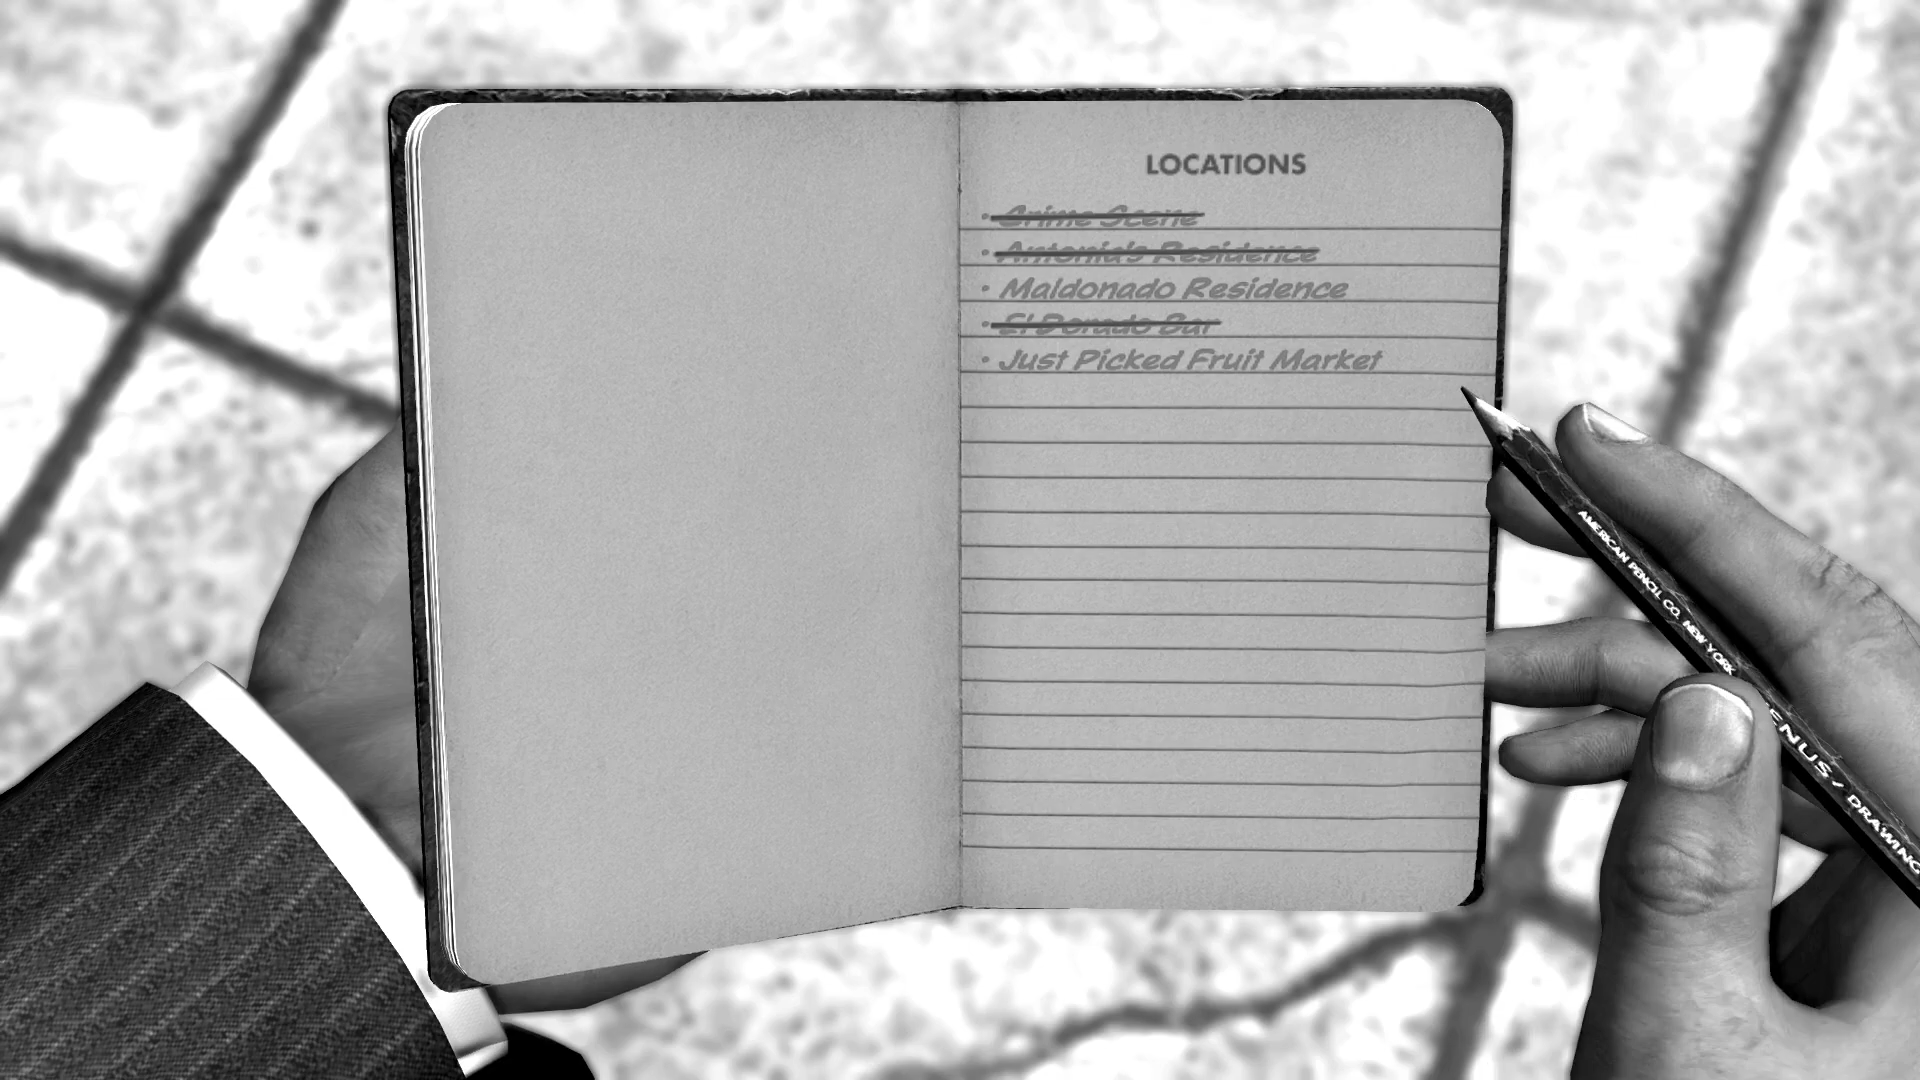 LOCATIONS
• Crime Scene
• Antonia's Residence
• Maldonado Residence
• El Dorado Bar
• Just Picked Fruit Market
AMERICAN PENCIL CO. NEW YORK
DRAWING